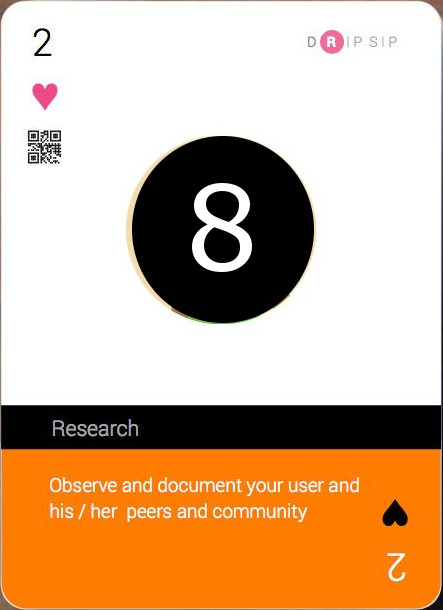 2
DRIP SIP
8
Research
Observe and document your user and
his / her peers and community
2